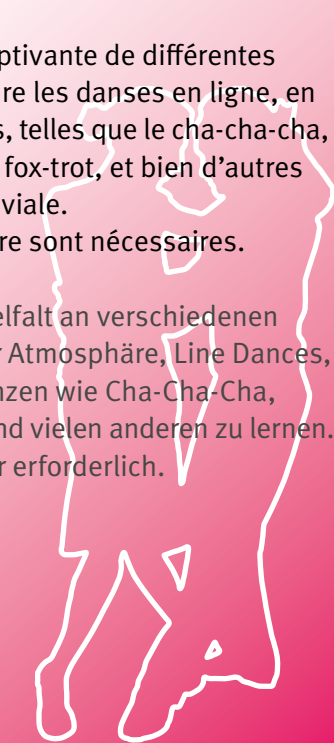 ptivante de différentes
re les danses en ligne, en
s, telles que le cha-cha-cha,
fox-trot, et bien d’autres
viale.
re sont nécessaires.
elfalt an verschiedenen
r Atmosphäre, Line Dances,
nzen wie Cha-Cha-Cha,
nd vielen anderen zu lernen.
r erforderlich.